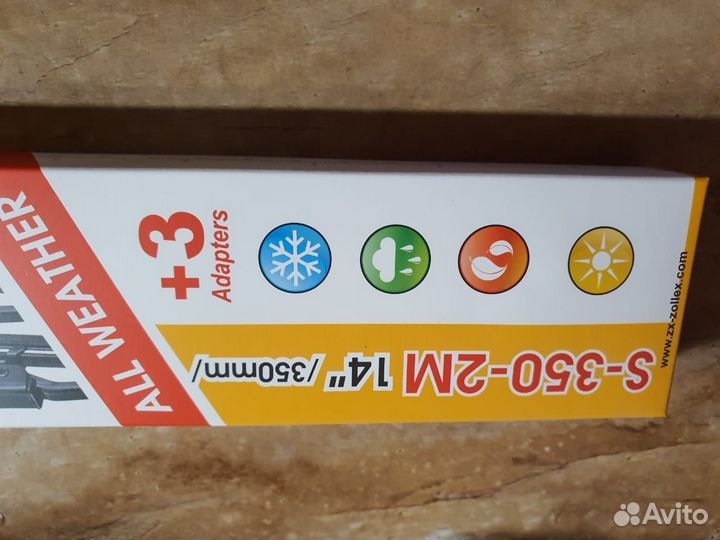 ALL WEATHER
+3
Adapters
S-350-2M 14" /350mm/
www.zx-zollex.com
Avito